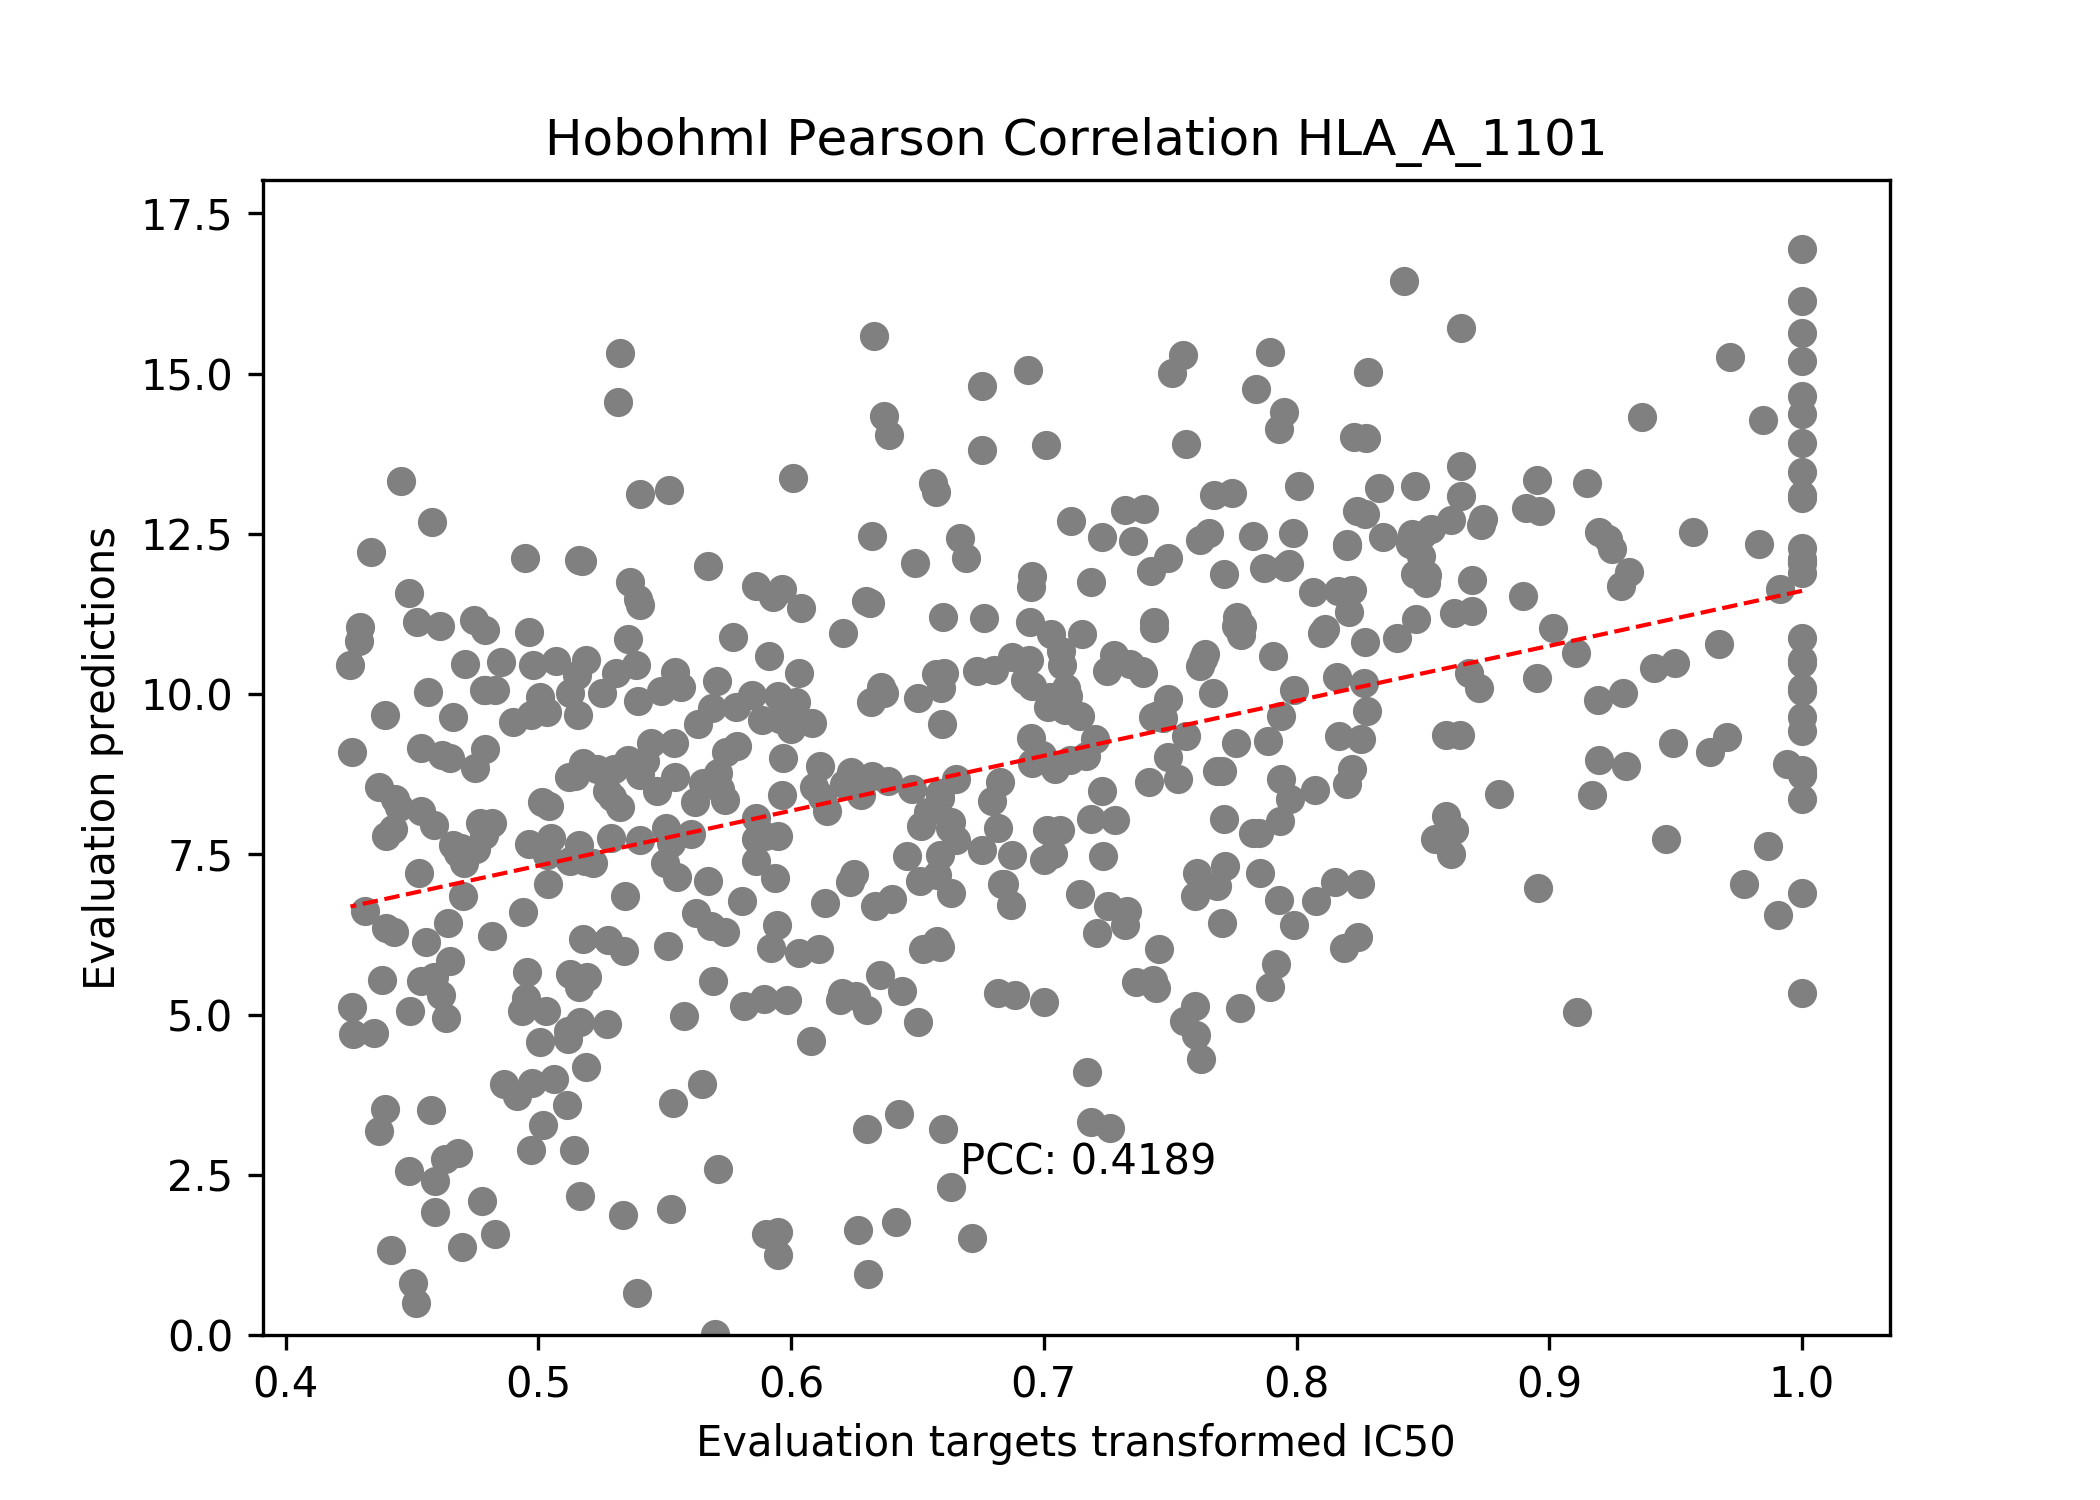 HobohmI Pearson Correlation HLA_A_1101
17.5
15.0
12.5
10.0
7.5
5.0
2.5
0.0
Evaluation predictions
PCC: 0.4189
0.4 0.5 0.6 0.7 0.8 0.9 1.0
Evaluation targets transformed IC50